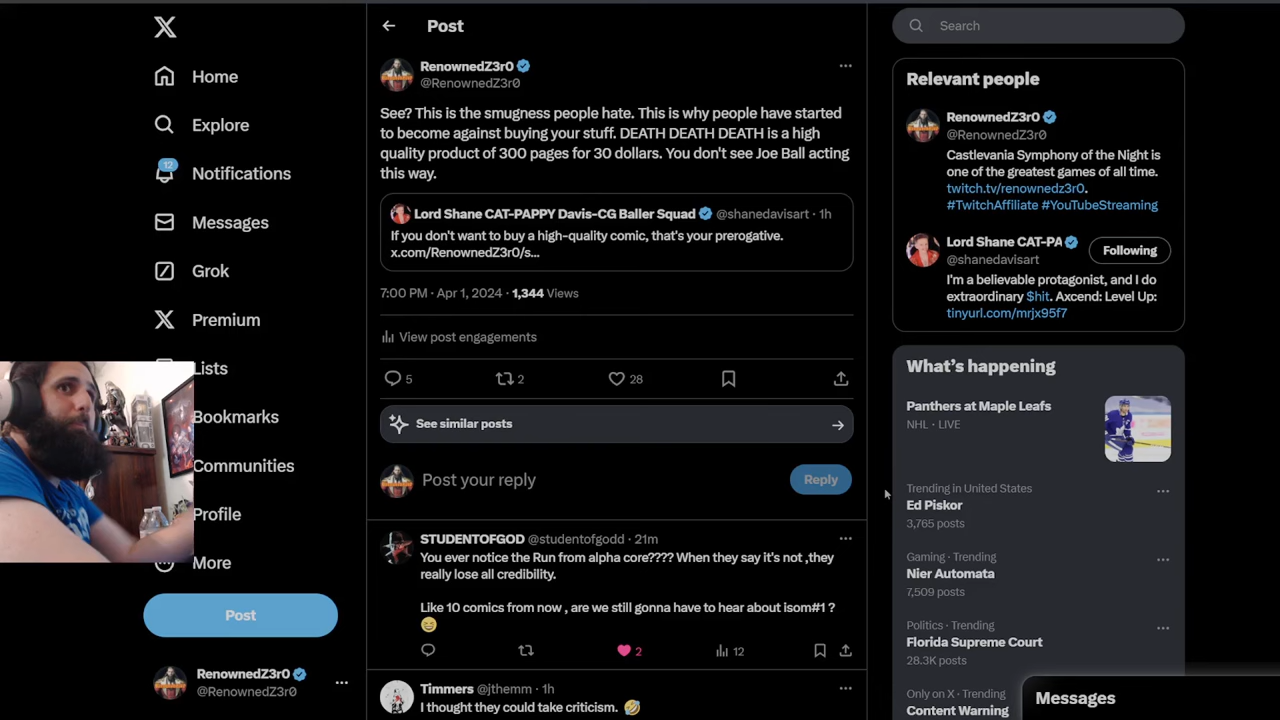 Home
Explore
12
Notifications
Messages
Grok
Premium
Lists
Bookmarks
Communities
Profile
More
Post
RenownedZ3r0
@RenownedZ3r0
Post
RenownedZ3r0
@RenownedZ3r0
See? This is the smugness people hate. This is why people have started
to become against buying your stuff. DEATH DEATH DEATH is a high
quality product of 300 pages for 30 dollars. You don't see Joe Ball acting
this way.
Lord Shane CAT-PAPPY Davis-CG Baller Squad @shanedavisart · 1h
If you don't want to buy a high-quality comic, that's your prerogative.
x.com/RenownedZ3r0/s...
7:00 PM · Apr 1, 2024 · 1,344 Views
View post engagements
5 2 28
See similar posts
Post your reply
Reply
STUDENTOFGOD @studentofgodd · 21m
You ever notice the Run from alpha core???? When they say it's not ,they
really lose all credibility.
Like 10 comics from now , are we still gonna have to hear about isom#1 ?
2 12
Timmers @jthemm · 1h
I thought they could take criticism.
Search
Relevant people
RenownedZ3r0
@RenownedZ3r0
Castlevania Symphony of the Night is
one of the greatest games of all time.
twitch.tv/renownedz3r0.
#TwitchAffiliate #YouTubeStreaming
Lord Shane CAT-PA
@shanedavisart
Following
I'm a believable protagonist, and I do
extraordinary $hit. Axcend: Level Up:
tinyurl.com/mrjx95f7
What's happening
Panthers at Maple Leafs
NHL · LIVE
Trending in United States
Ed Piskor
3,765 posts
Gaming · Trending
Nier Automata
7,509 posts
Politics · Trending
Florida Supreme Court
28.3K posts
Only on X · Trending
Content Warning
Messages